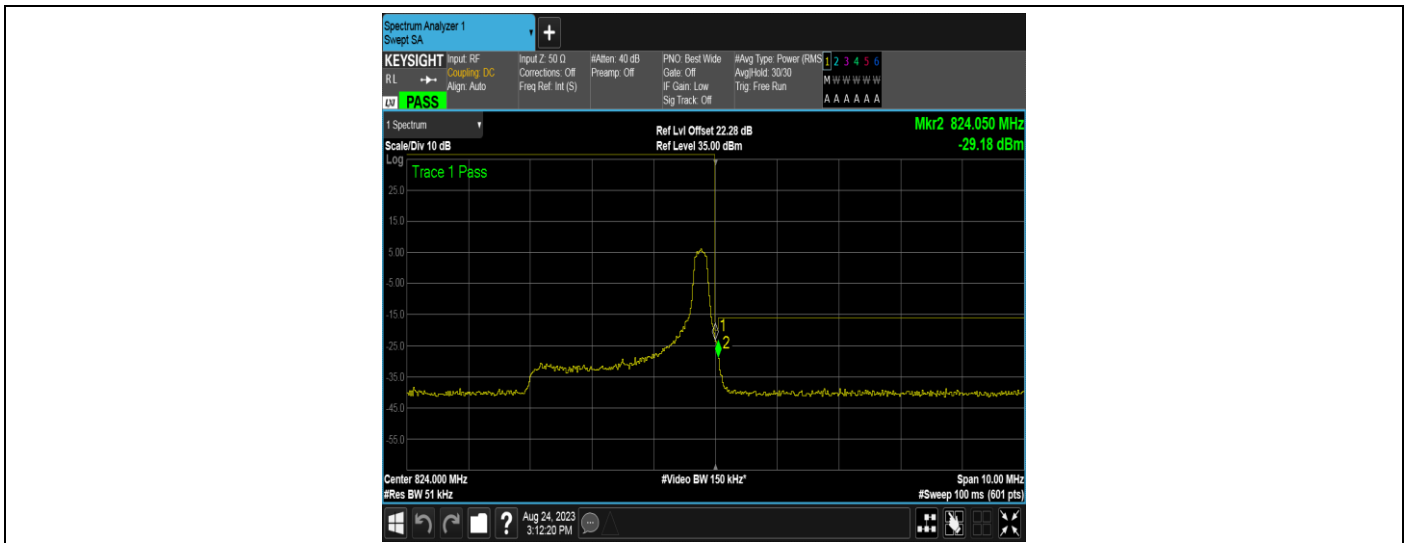 Spectrum Analyzer 1
Swept SA
+
KEYSIGHT
RL
LXI PASS
Input: RF
Coupling: DC
Align: Auto
Input Z: 50 Ω
Corrections: Off
Freq Ref: Int (S)
#Atten: 40 dB
Preamp: Off
PNO: Best Wide
Gate: Off
IF Gain: Low
Sig Track: Off
#Avg Type: Power (RMS
Avg|Hold: 30/30
Trig: Free Run
1 2 3 4 5 6
M W W W W W
A A A A A A
1 Spectrum
Scale/Div 10 dB
Ref Lvl Offset 22.28 dB
Ref Level 35.00 dBm
Mkr2 824.050 MHz
-29.18 dBm
Log
Trace 1 Pass
25.0
15.0
5.00
-5.00
-15.0
-25.0
-35.0
-45.0
-55.0
1
2
Center 824.000 MHz
#Res BW 51 kHz
#Video BW 150 kHz*
Span 10.00 MHz
#Sweep 100 ms (601 pts)
?
Aug 24, 2023
3:12:20 PM